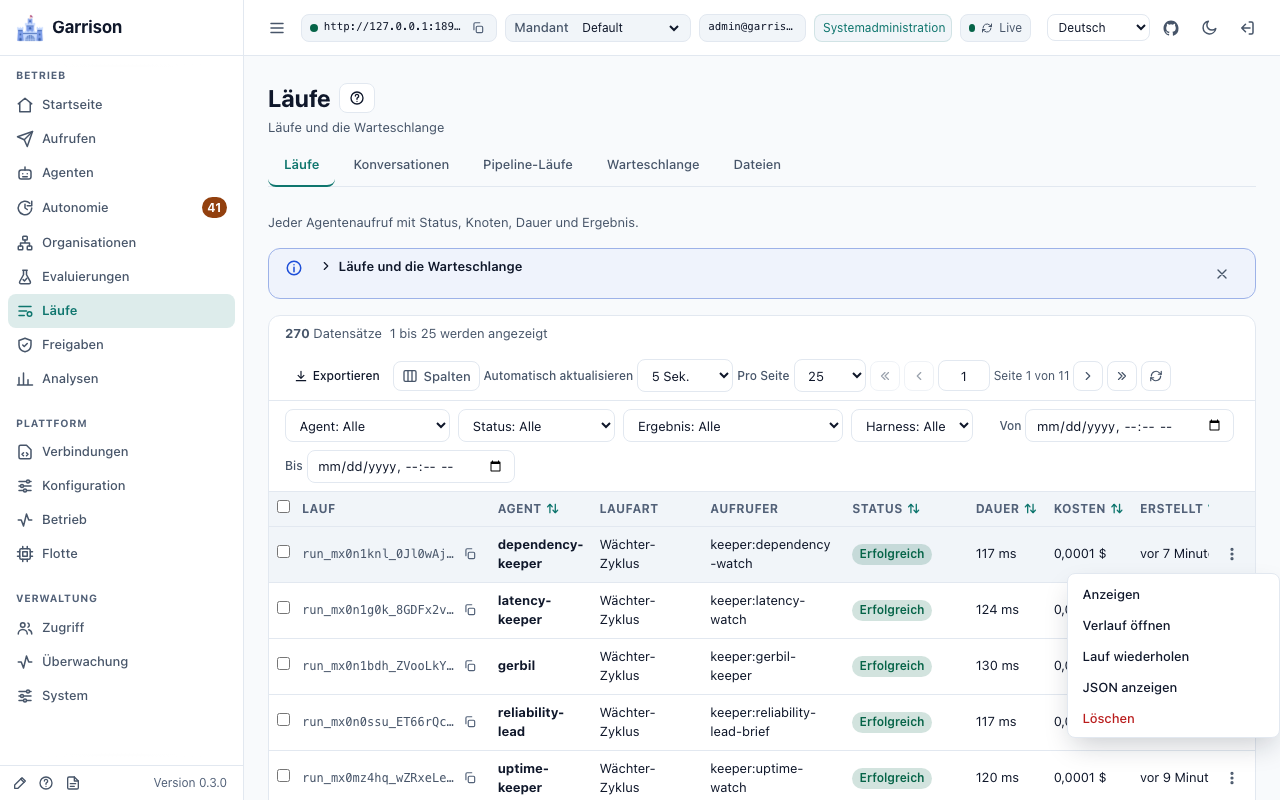 Garrison
http://127.0.0.1:189…
Mandant Default
admin@garris…
Systemadministration
Live
Deutsch
BETRIEB
Startseite
Aufrufen
Agenten
Autonomie 41
Organisationen
Evaluierungen
Läufe
Freigaben
Analysen
PLATTFORM
Verbindungen
Konfiguration
Betrieb
Flotte
VERWALTUNG
Zugriff
Überwachung
System
Version 0.3.0
Läufe
Läufe und die Warteschlange
Läufe Konversationen Pipeline-Läufe Warteschlange Dateien
Jeder Agentenaufruf mit Status, Knoten, Dauer und Ergebnis.
Läufe und die Warteschlange
270 Datensätze 1 bis 25 werden angezeigt
Exportieren Spalten Automatisch aktualisieren 5 Sek. Pro Seite 25 1 Seite 1 von 11
Agent: Alle Status: Alle Ergebnis: Alle Harness: Alle Von mm/dd/yyyy, --:-- --
Bis mm/dd/yyyy, --:-- --
LAUF AGENT LAUFART AUFRUFER STATUS DAUER KOSTEN ERSTELLT
run_mx0n1knl_0Jl0wAj… dependency-keeper Wächter-Zyklus keeper:dependency-watch Erfolgreich 117 ms 0,0001 $ vor 7 Minut
run_mx0n1g0k_8GDFx2v… latency-keeper Wächter-Zyklus keeper:latency-watch Erfolgreich 124 ms
run_mx0n1bdh_ZVooLkY… gerbil Wächter-Zyklus keeper:gerbil-keeper Erfolgreich 130 ms
run_mx0n0ssu_ET66rQc… reliability-lead Wächter-Zyklus keeper:reliability-lead-brief Erfolgreich 117 ms
run_mx0mz4hq_wZRxeLe… uptime-keeper Wächter-Zyklus keeper:uptime-watch Erfolgreich 120 ms 0,0001 $ vor 9 Minut
Anzeigen
Verlauf öffnen
Lauf wiederholen
JSON anzeigen
Löschen